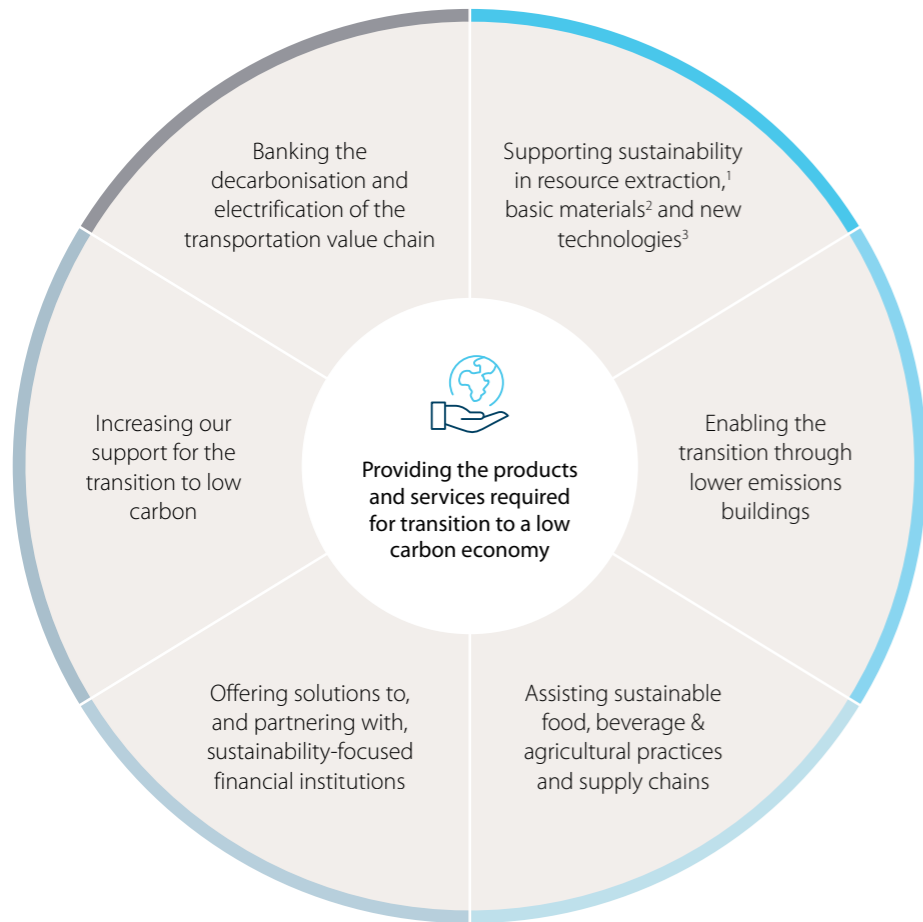 Banking the
decarbonisation and
electrification of the
transportation value chain
Supporting sustainability
in resource extraction,¹
basic materials² and new
technologies³
Increasing our
support for the
transition to low
carbon
Providing the products
and services required
for transition to a low
carbon economy
Enabling the
transition through
lower emissions
buildings
Offering solutions to,
and partnering with,
sustainability-focused
financial institutions
Assisting sustainable
food, beverage &
agricultural practices
and supply chains